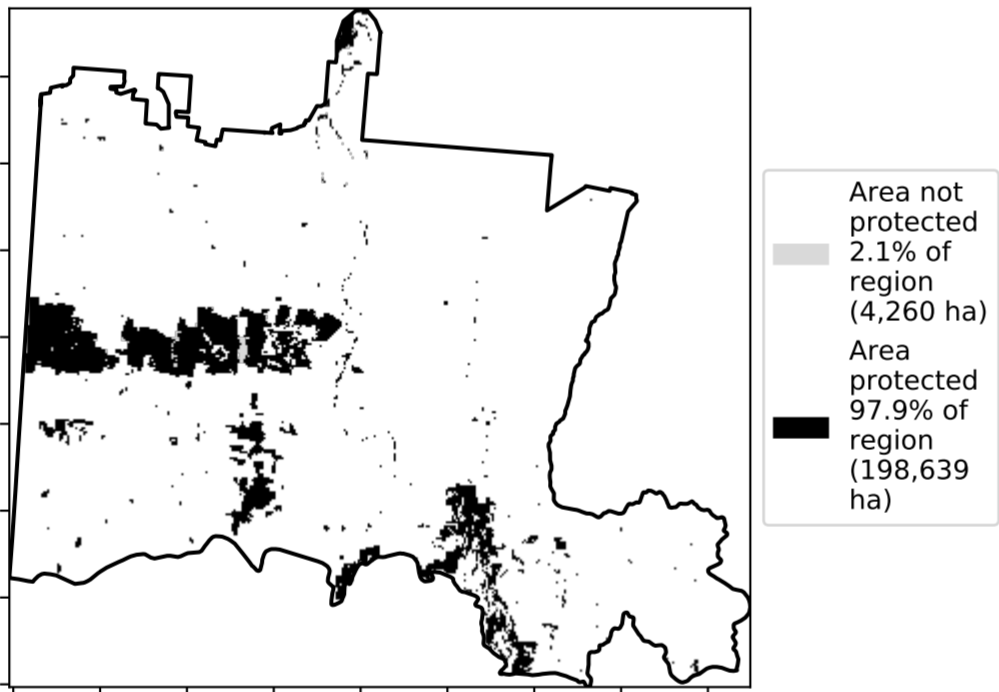 Area not
protected
2.1% of
region
(4,260 ha)
Area
protected
97.9% of
region
(198,639
ha)